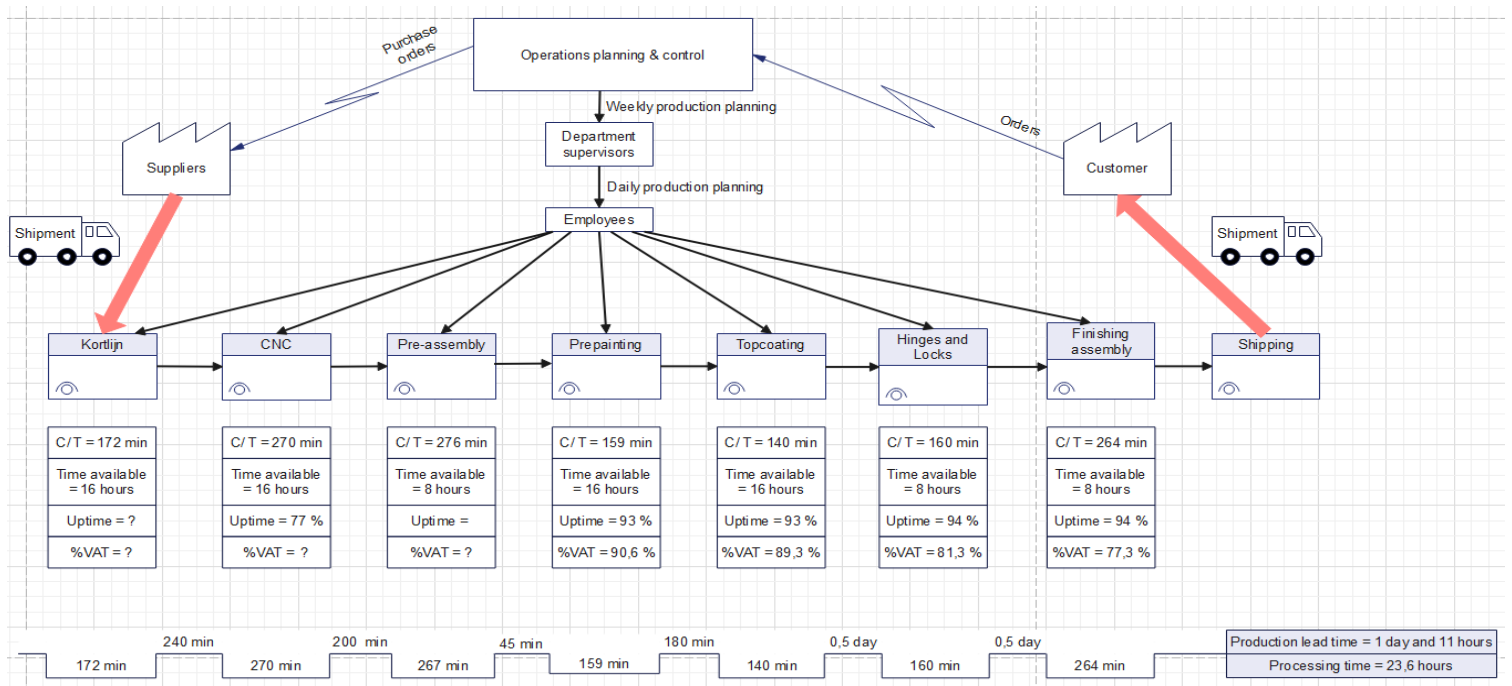 Purchase
orders
Operations planning & control
Weekly production planning
Orders
Department
supervisors
Suppliers
Customer
Daily production planning
Employees
Shipment
Shipment
Kortlijn
CNC
Pre-assembly
Prepainting
Topcoating
Hinges and
Locks
Finishing
assembly
Shipping
C/T = 172 min
Time available
= 16 hours
Uptime = ?
%VAT = ?
C/T = 270 min
Time available
= 16 hours
Uptime = 77 %
%VAT = ?
C/T = 276 min
Time available
= 8 hours
Uptime =
%VAT = ?
C/T = 159 min
Time available
= 16 hours
Uptime = 93 %
%VAT = 90,6 %
C/T = 140 min
Time available
= 16 hours
Uptime = 93 %
%VAT = 89,3 %
C/T = 160 min
Time available
= 8 hours
Uptime = 94 %
%VAT = 81,3 %
C/T = 264 min
Time available
= 8 hours
Uptime = 94 %
%VAT = 77,3 %
240 min
200 min
45 min
180 min
0,5 day
0,5 day
172 min
270 min
267 min
159 min
140 min
160 min
264 min
Production lead time = 1 day and 11 hours
Processing time = 23,6 hours